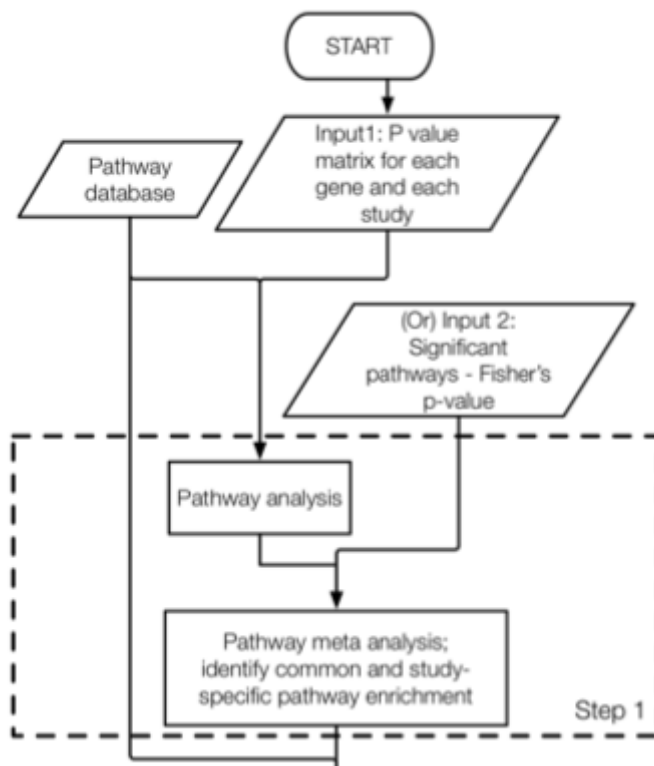 START
Input1: P value
matrix for each
gene and each
study
Pathway
database
(Or) Input 2:
Significant
pathways - Fisher's
p-value
Pathway analysis
Pathway meta analysis;
identify common and study-
specific pathway enrichment
Step 1